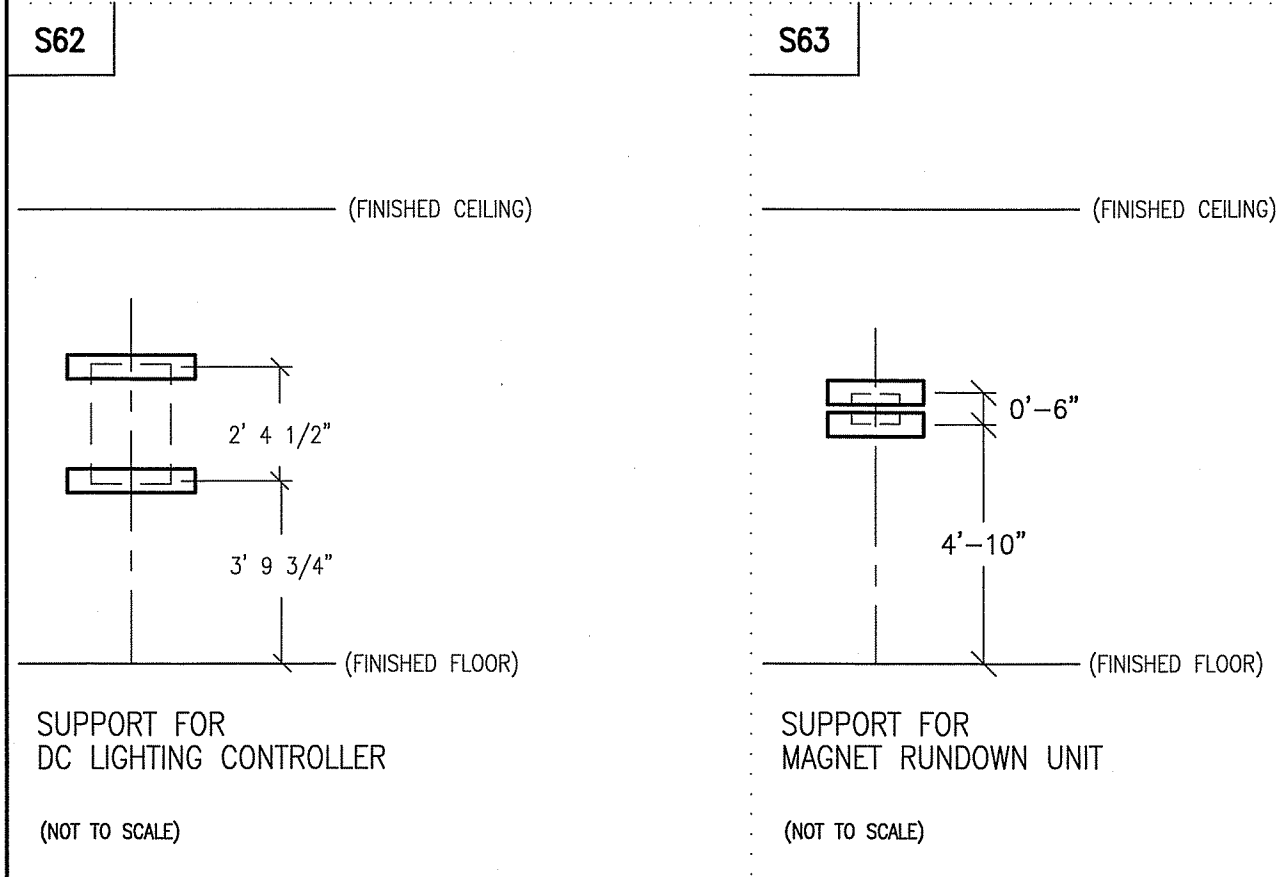 S62
(FINISHED CEILING)
2' 4 1/2"
3' 9 3/4"
(FINISHED FLOOR)
SUPPORT FOR
DC LIGHTING CONTROLLER
(NOT TO SCALE)
S63
(FINISHED CEILING)
0'-6"
4'-10"
(FINISHED FLOOR)
SUPPORT FOR
MAGNET RUNDOWN UNIT
(NOT TO SCALE)